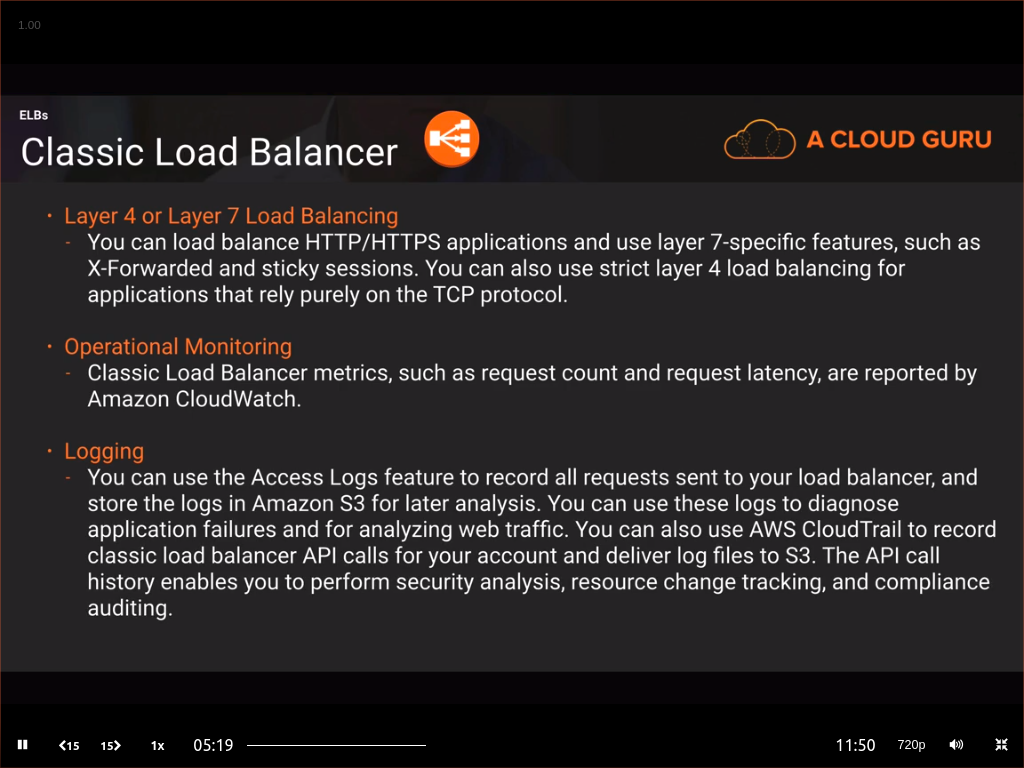 1.00
ELBs
Classic Load Balancer
A CLOUD GURU
· Layer 4 or Layer 7 Load Balancing
- You can load balance HTTP/HTTPS applications and use layer 7-specific features, such as
X-Forwarded and sticky sessions. You can also use strict layer 4 load balancing for
applications that rely purely on the TCP protocol.
· Operational Monitoring
- Classic Load Balancer metrics, such as request count and request latency, are reported by
Amazon CloudWatch.
· Logging
- You can use the Access Logs feature to record all requests sent to your load balancer, and
store the logs in Amazon S3 for later analysis. You can use these logs to diagnose
application failures and for analyzing web traffic. You can also use AWS CloudTrail to record
classic load balancer API calls for your account and deliver log files to S3. The API call
history enables you to perform security analysis, resource change tracking, and compliance
auditing.
15 15 1x 05:19 11:50 720p